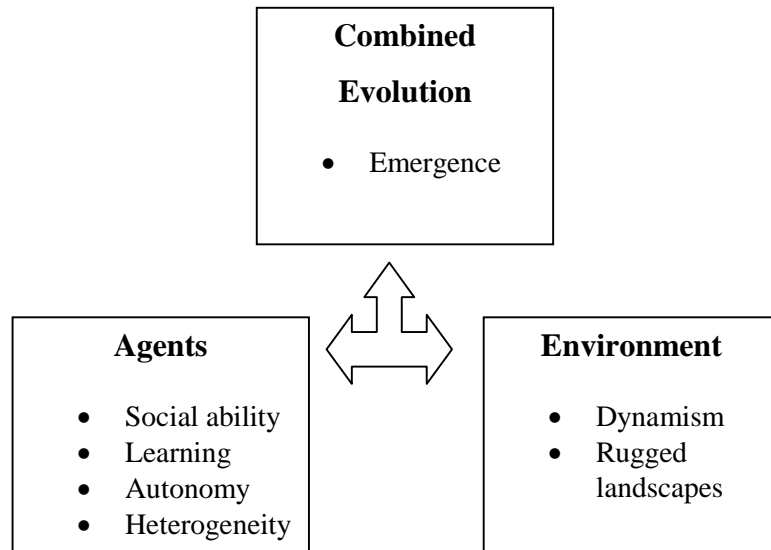 Combined
Evolution
• Emergence
Agents
• Social ability
• Learning
• Autonomy
• Heterogeneity
Environment
• Dynamism
• Rugged
landscapes